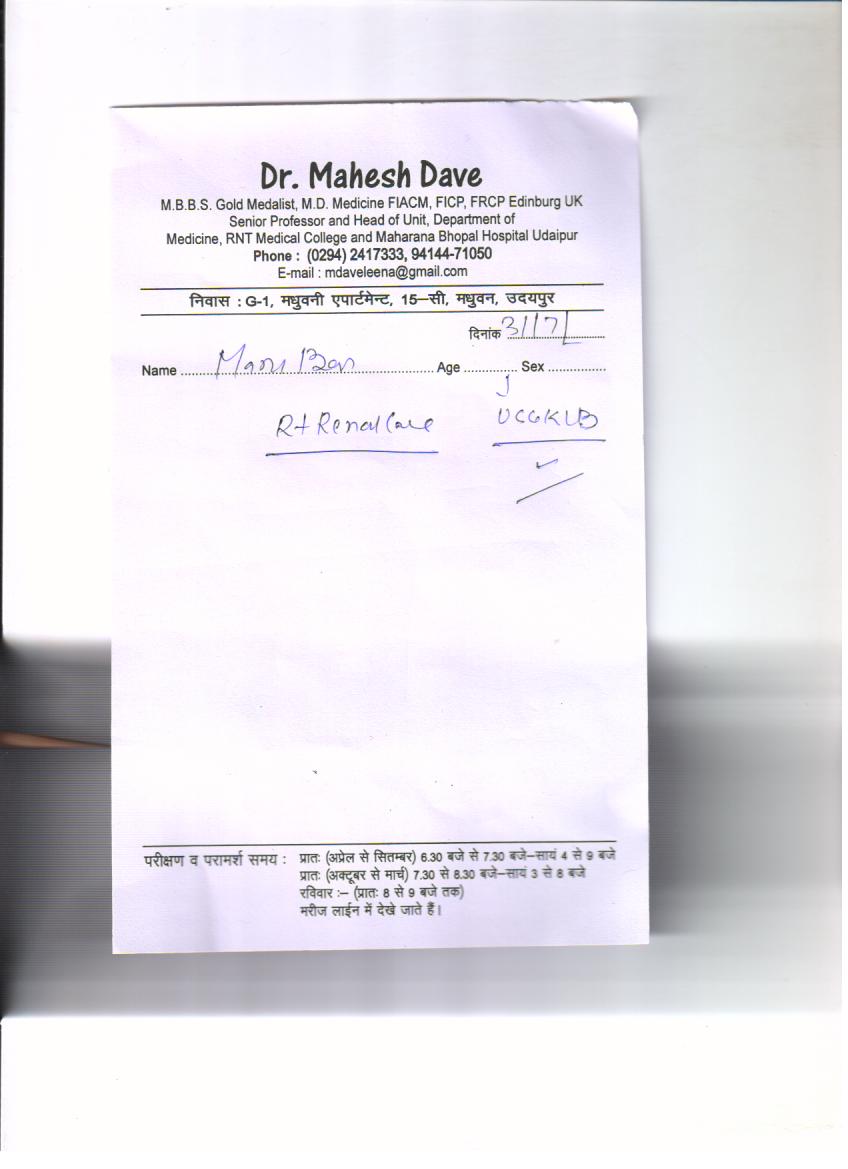 Dr. Mahesh Dave
M.B.B.S. Gold Medalist, M.D. Medicine FIACM, FICP, FRCP Edinburg UK
Senior Professor and Head of Unit, Department of
Medicine, RNT Medical College and Maharana Bhopal Hospital Udaipur
Phone : (0294) 2417333, 94144-71050
E-mail : mdaveleena@gmail.com
निवास : G-1, मधुवनी एपार्टमेन्ट, 15–सी, मधुवन, उदयपुर
दिनांक
Name Ben Age Sex
Rt Renal
परीक्षण व परामर्श समय : प्रातः (अप्रेल से सितम्बर) 6.30 बजे से 7.30 बजे–सायं 4 से 9 बजे
प्रातः (अक्टूबर से मार्च) 7.30 से 8.30 बजे–सायं 3 से 8 बजे
रविवार :– (प्रातः 8 से 9 बजे तक)
मरीज लाईन में देखे जाते हैं।